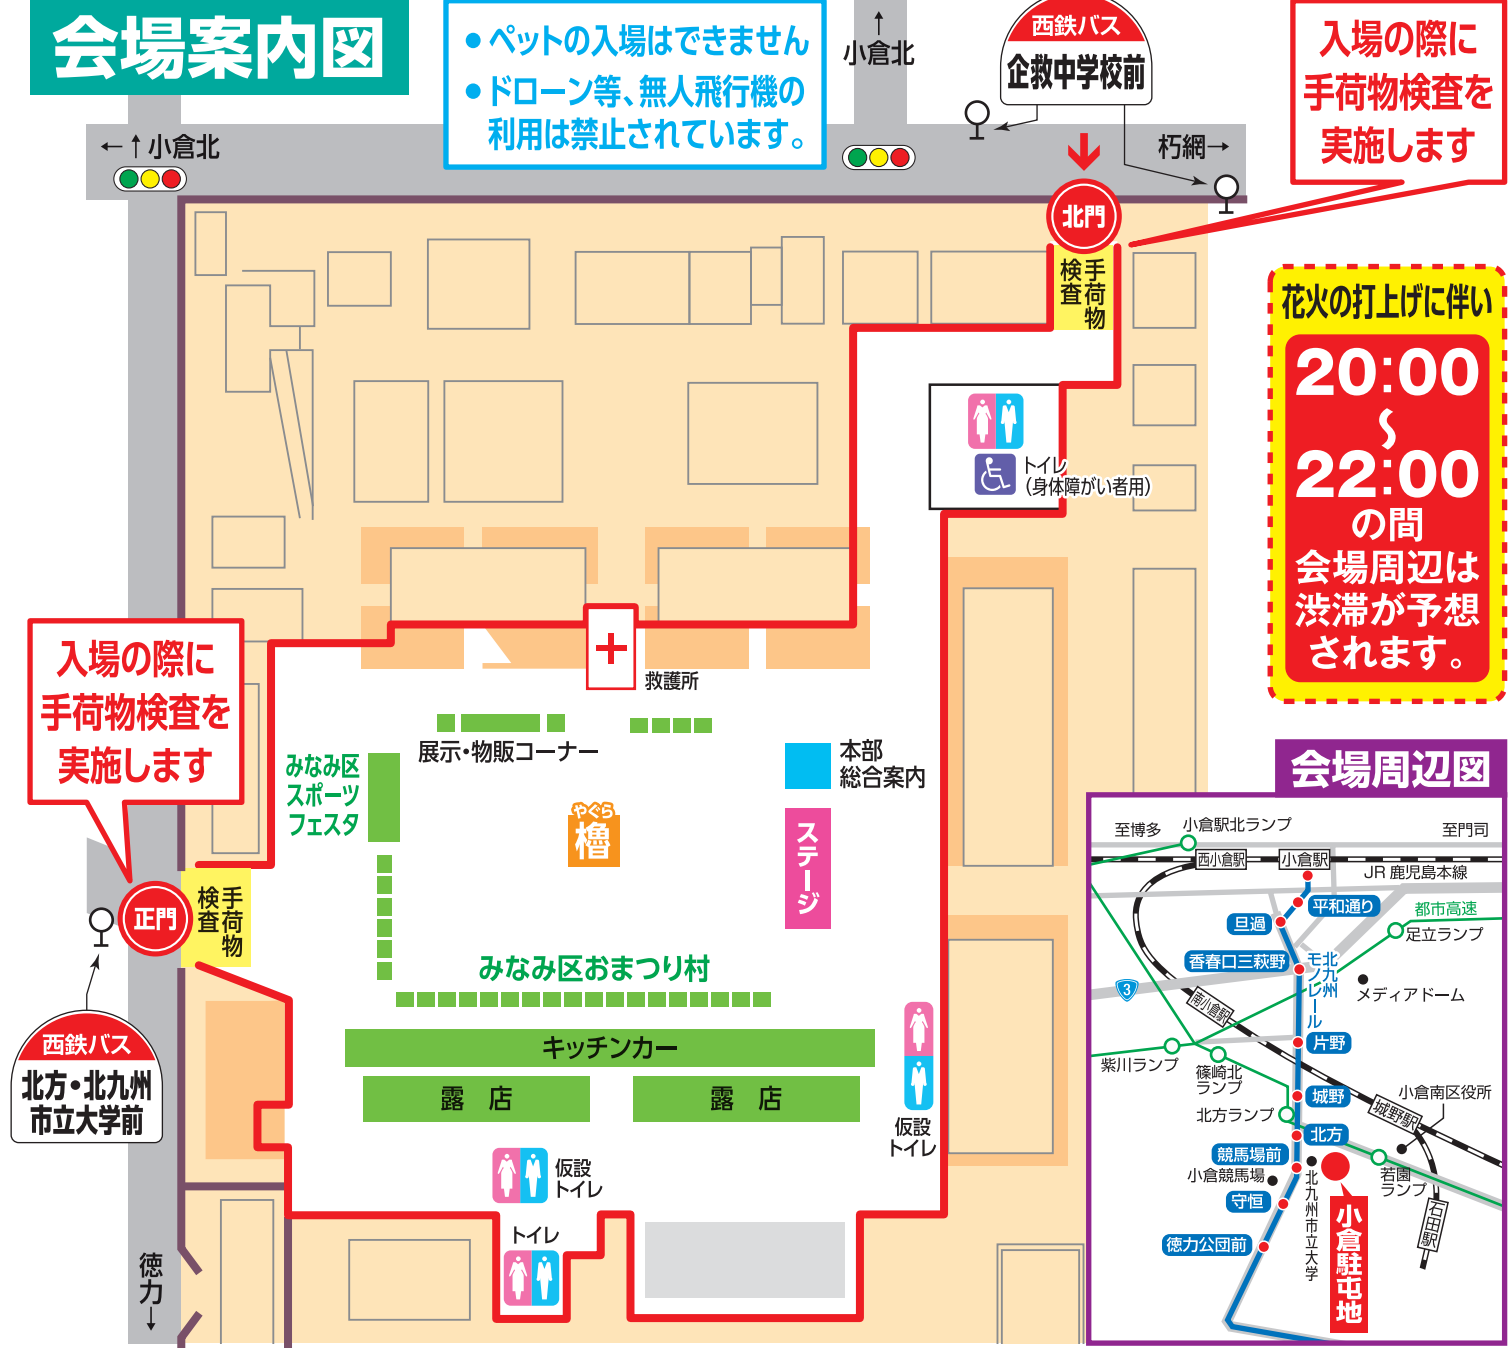 会場案内図
●ペットの入場はできません
●ドローン等、無人飛行機の
利用は禁止されています。
↑
小倉北
西鉄バス
企救中学校前
入場の際に
手荷物検査を
実施します
←↑小倉北
朽網→
北門
手荷物
検査
花火の打上げに伴い
20:00
〜
22:00
の間
会場周辺は
渋滞が予想
されます。
トイレ
（身体障がい者用）
入場の際に
手荷物検査を
実施します
救護所
展示・物販コーナー
みなみ区
スポーツ
フェスタ
本部
総合案内
やぐら
櫓
ステージ
正門
手荷物
検査
みなみ区おまつり村
キッチンカー
露 店
露 店
西鉄バス
北方・北九州
市立大学前
仮設
トイレ
仮設
トイレ
トイレ
徳力
↓
会場周辺図
至博多
小倉駅北ランプ
至門司
西小倉駅
小倉駅
JR 鹿児島本線
平和通り
都市高速
旦過
足立ランプ
香春口三萩野
北九州
モノレール
3
メディアドーム
南小倉駅
片野
紫川ランプ
篠崎北
ランプ
城野
小倉南区役所
北方ランプ
城野駅
北方
競馬場前
小倉競馬場
若園
ランプ
守恒
北九州市立大学
小倉駐屯地
石田駅
徳力公団前